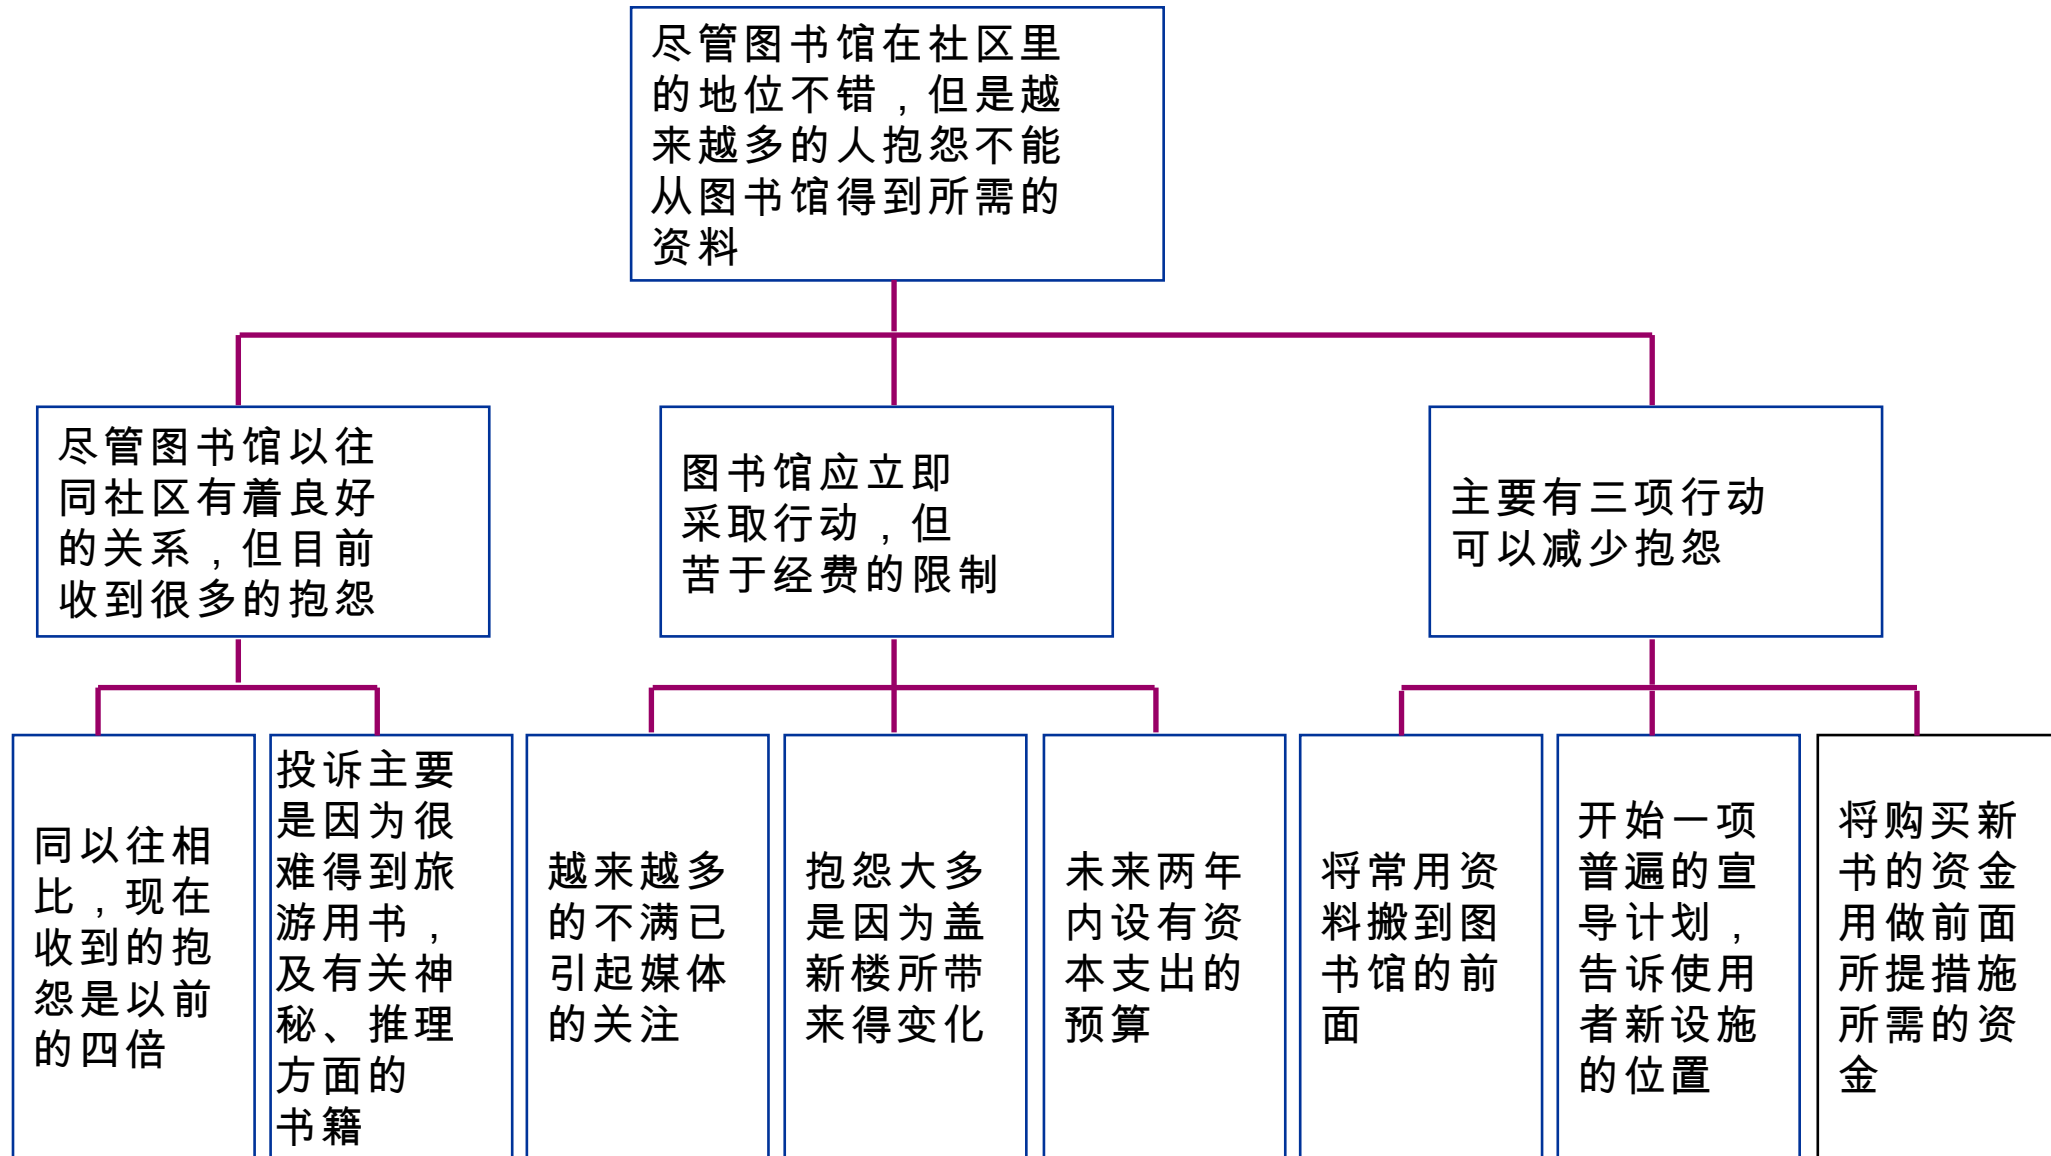 尽管图书馆在社区里
的地位不错，但是越
来越多的人抱怨不能
从图书馆得到所需的
资料
尽管图书馆以往
同社区有着良好
的关系，但目前
收到很多的抱怨
图书馆应立即
采取行动，但
苦于经费的限制
主要有三项行动
可以减少抱怨
同以往相
比，现在
收到的抱
怨是以前
的四倍
投诉主要
是因为很
难得到旅
游用书，
及有关神
秘、推理
方面的
书籍
越来越多
的不满已
引起媒体
的关注
抱怨大多
是因为盖
新楼所带
来得变化
未来两年
内设有资
本支出的
预算
将常用资
料搬到图
书馆的前
面
开始一项
普遍的宣
导计划，
告诉使用
者新设施
的位置
将购买新
书的资金
用做前面
所提措施
所需的资
金